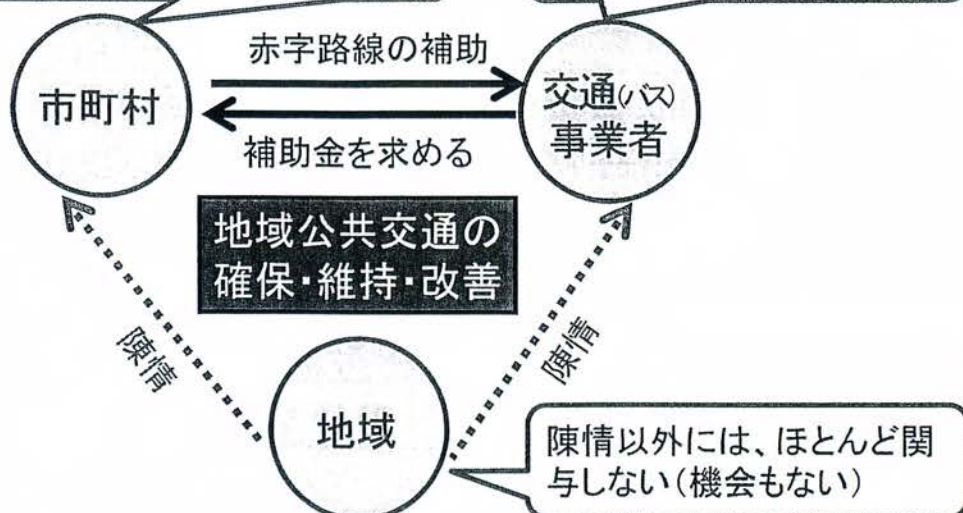 赤字路線の補助
市町村
交通(バス)
事業者
補助金を求める
地域公共交通の
確保・維持・改善
陳情
陳情
地域
陳情以外には、ほとんど関
与しない(機会もない)